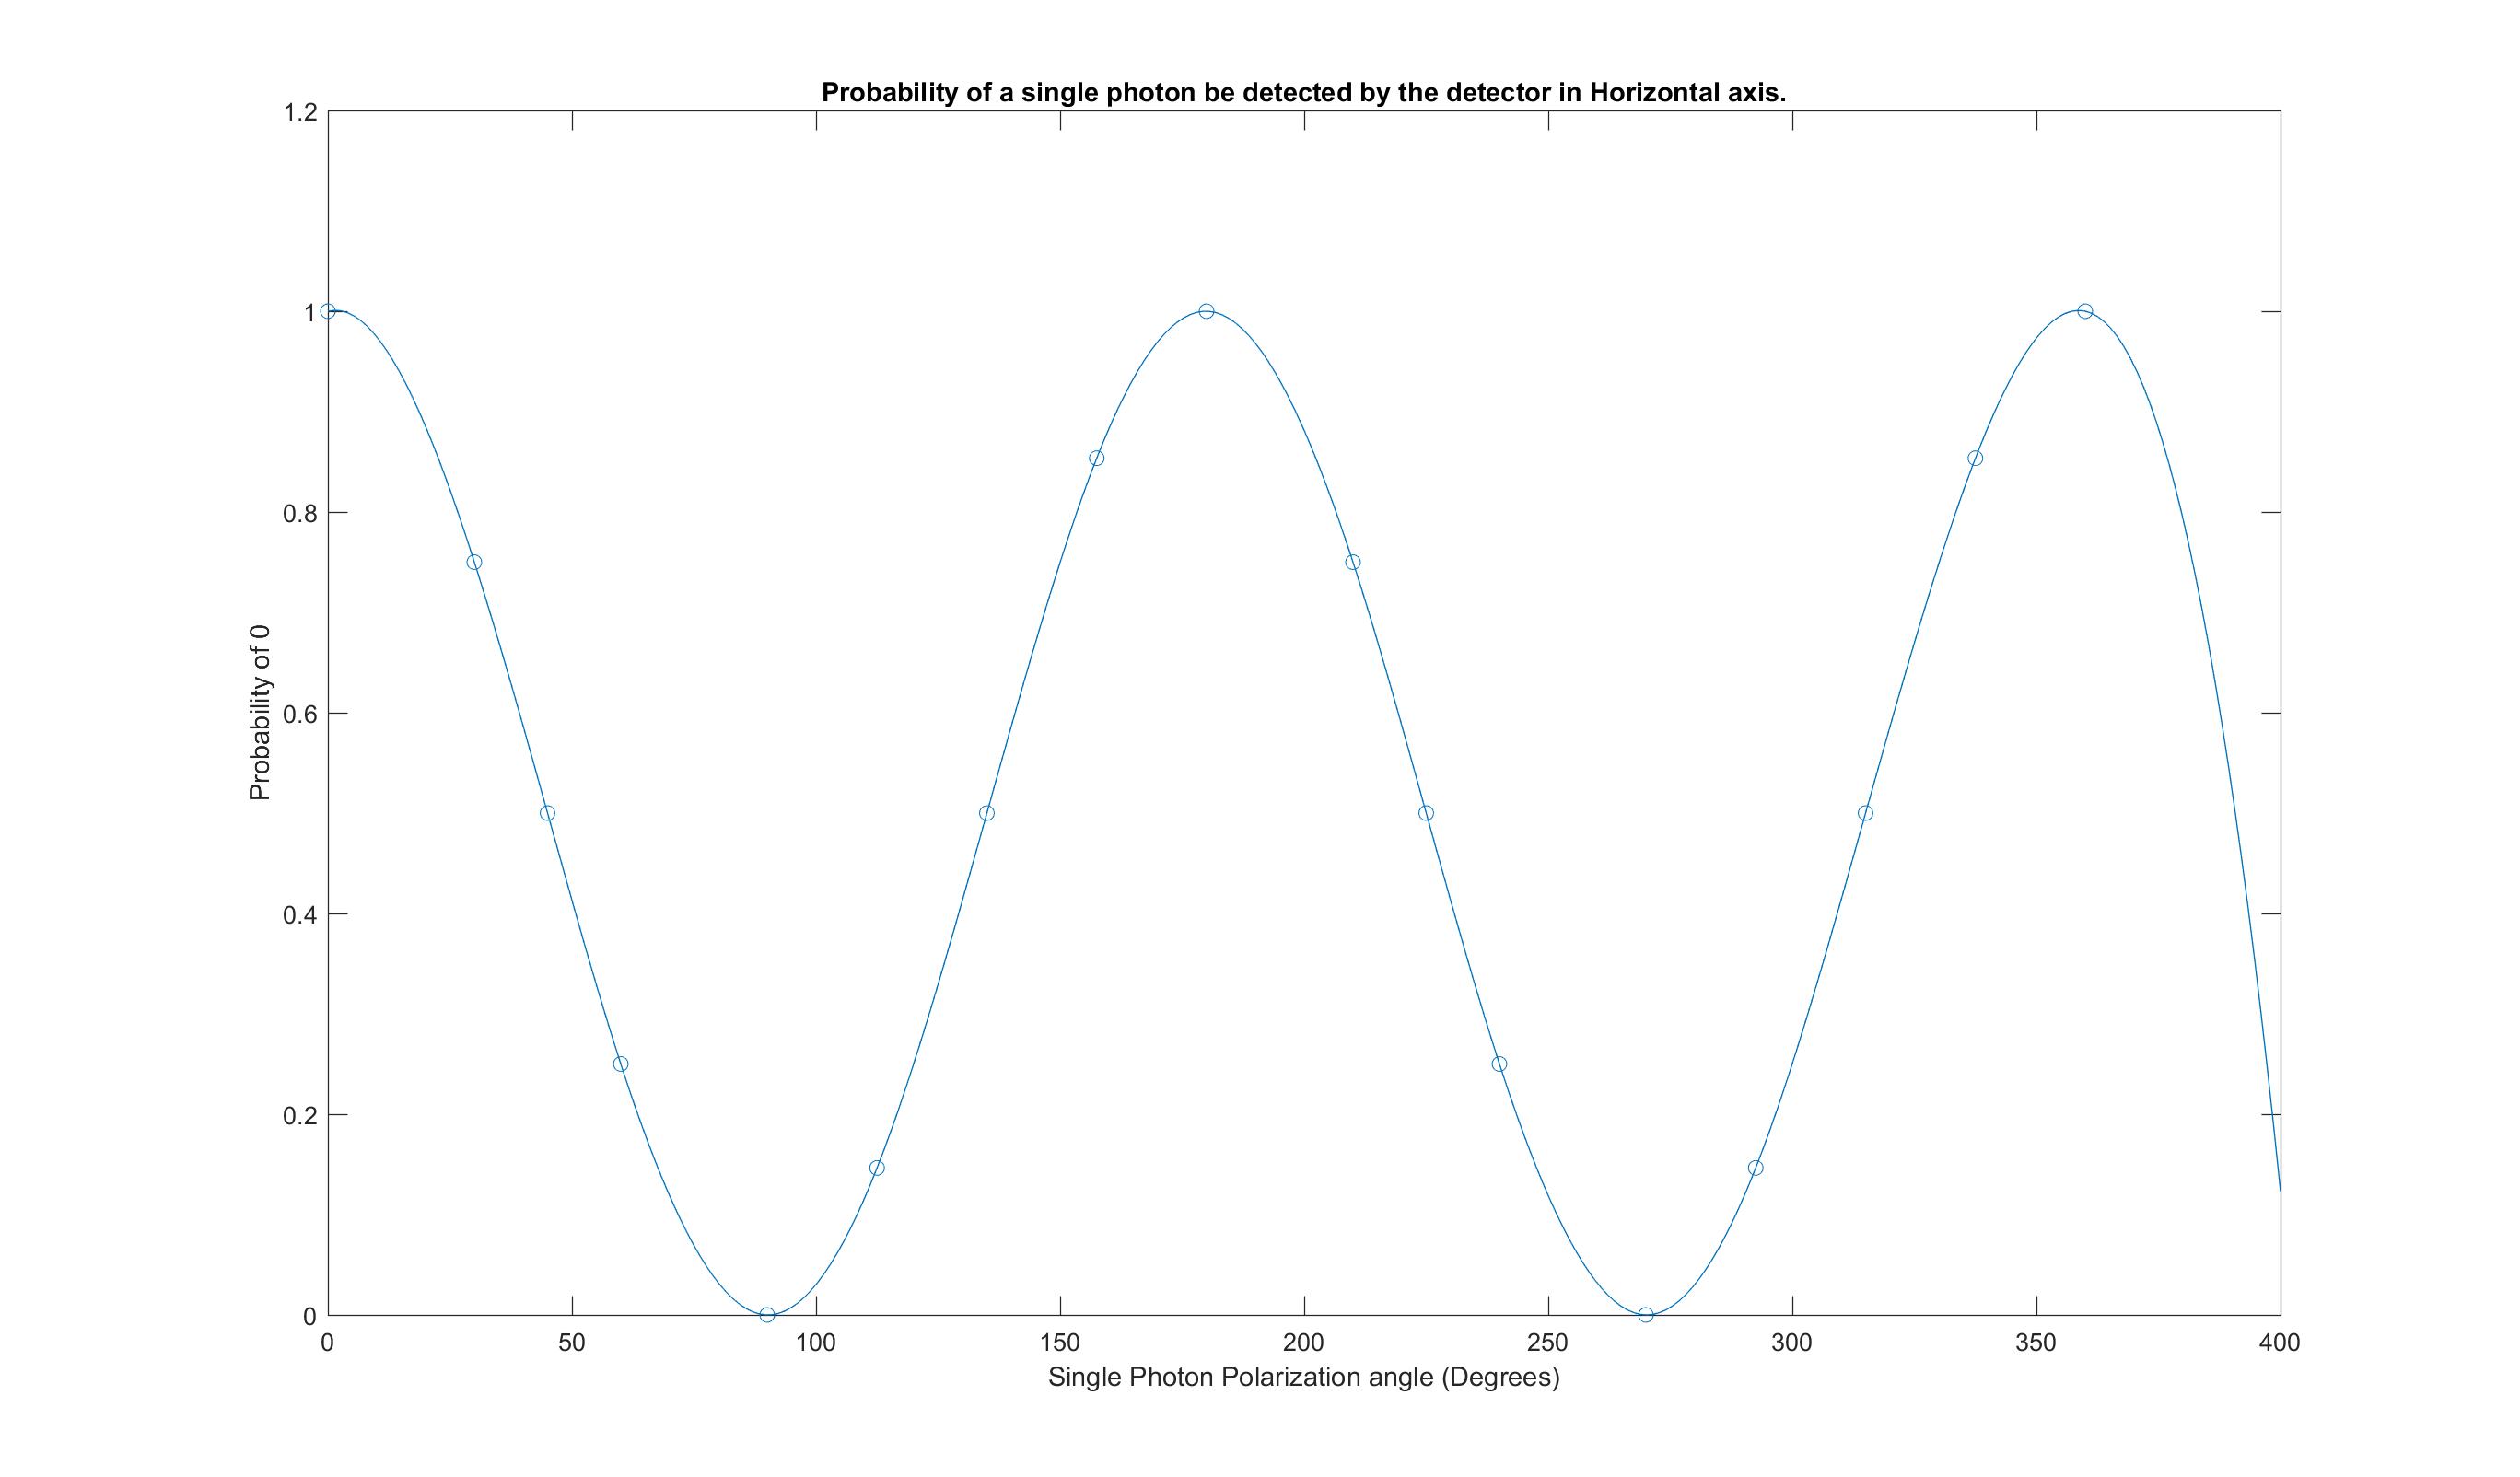 Probability of a single photon be detected by the detector in Horizontal axis.
1.2
1
0.8
0.6
0.4
0.2
0
Probability of 0
0 50 100 150 200 250 300 350 400
Single Photon Polarization angle (Degrees)